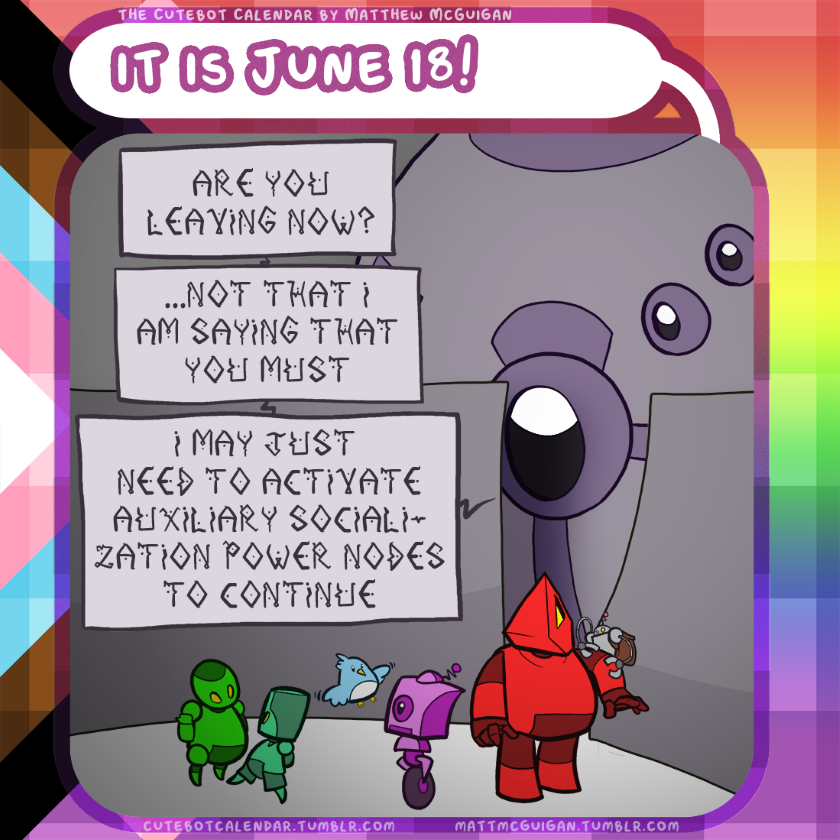 THE CUTEBOT CALENDAR BY MATTHEW MCGUIGAN
IT IS JUNE 18!
ARE YOU
LEAVING NOW?
...NOT THAT I
AM SAYING THAT
YOU MUST
I MAY JUST
NEED TO ACTIVATE
AUXILIARY SOCIALI-
ZATION POWER NODES
TO CONTINUE
CUTEBOTCALENDAR.TUMBLR.COM
MATTMCGUIGAN.TUMBLR.COM